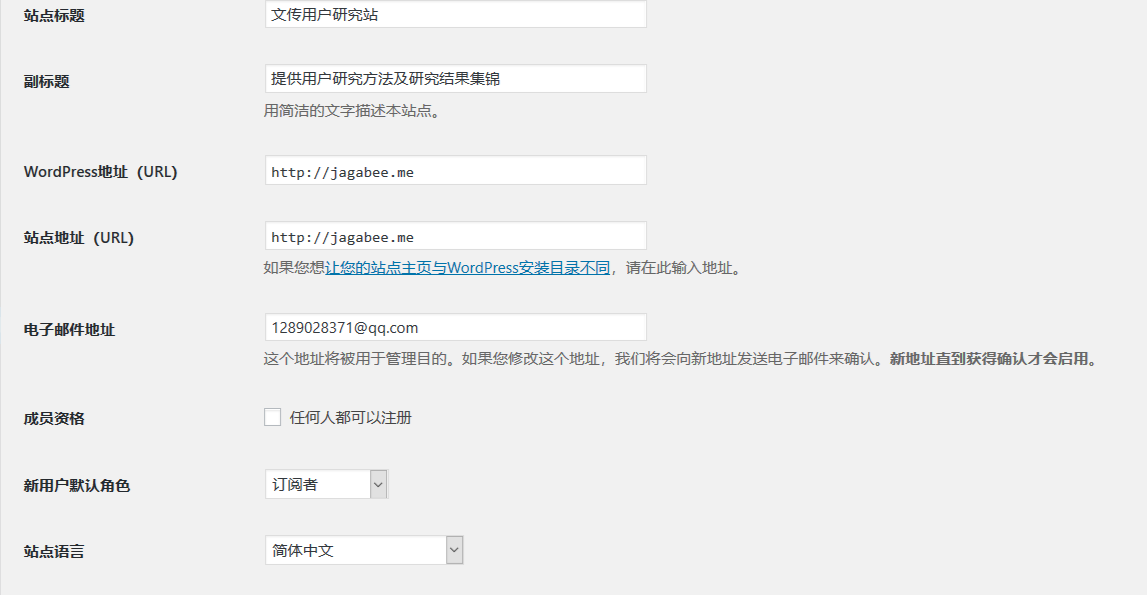 站点标题 文传用户研究站
副标题 提供用户研究方法及研究结果集锦
用简洁的文字描述本站点。
WordPress地址（URL） http://jagabee.me
站点地址（URL） http://jagabee.me
如果您想让您的站点主页与WordPress安装目录不同，请在此输入地址。
电子邮件地址 1289028371@qq.com
这个地址将被用于管理目的。如果您修改这个地址，我们将会向新地址发送电子邮件来确认。新地址直到获得确认才会启用。
成员资格 任何人都可以注册
新用户默认角色 订阅者
站点语言 简体中文